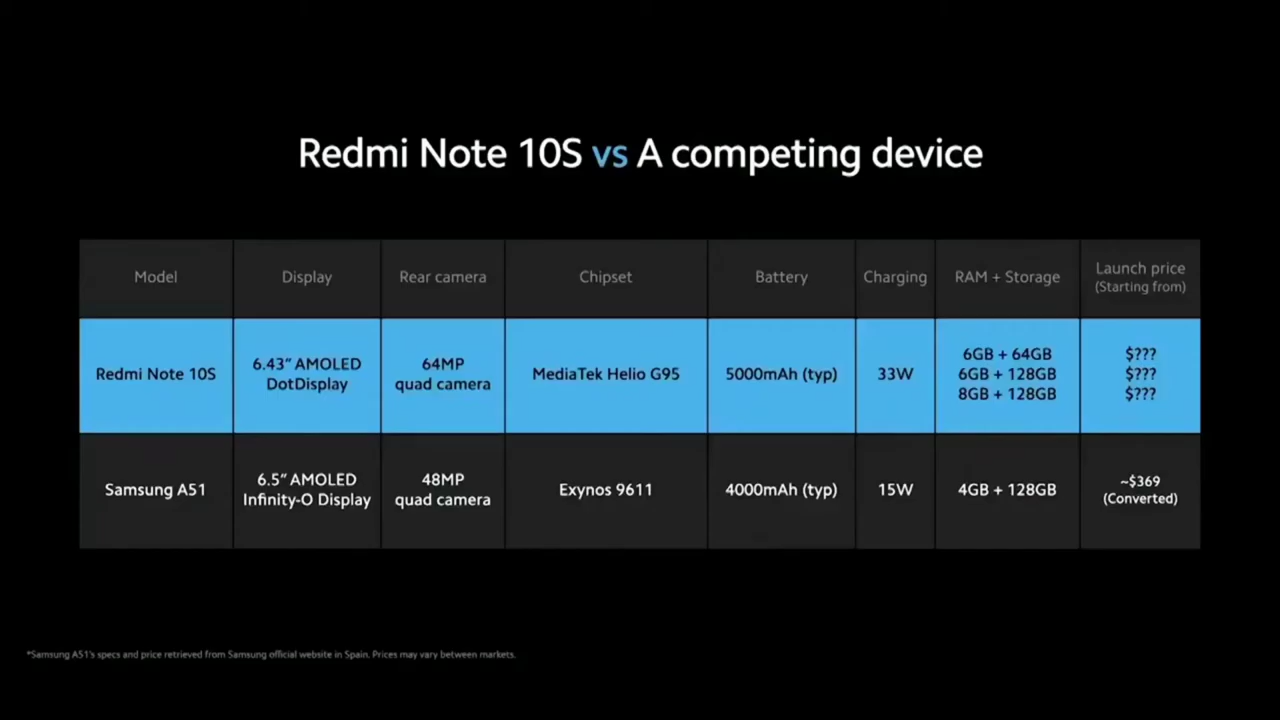 Redmi Note 10S vs A competing device
Model
Display
Rear camera
Chipset
Battery
Charging
RAM + Storage
Launch price
(Starting from)
Redmi Note 10S
6.43″ AMOLED
DotDisplay
64MP
quad camera
MediaTek Helio G95
5000mAh (typ)
33W
6GB + 64GB
6GB + 128GB
8GB + 128GB
$???
$???
$???
Samsung A51
6.5″ AMOLED
Infinity-O Display
48MP
quad camera
Exynos 9611
4000mAh (typ)
15W
4GB + 128GB
~$369
(Converted)
*Samsung A51's specs and price retrieved from Samsung official website in Spain. Prices may vary between markets.